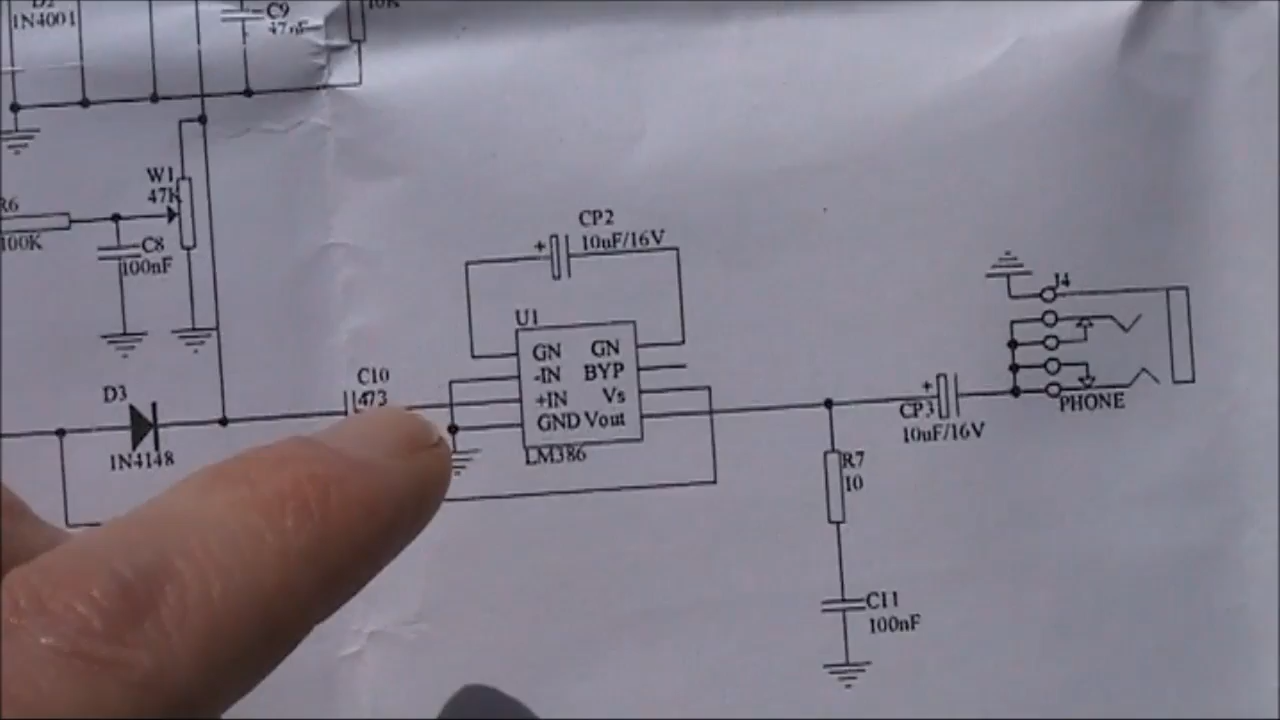 D2
1N4001
C9
47nF
10K
W1
47K
R6
100K
C8
100nF
CP2
+
10uF/16V
U1
GN GN
-IN BYP
+IN Vs
GND Vout
LM386
C10
473
D3
1N4148
J4
PHONE
+
CP3
10uF/16V
R7
10
C11
100nF